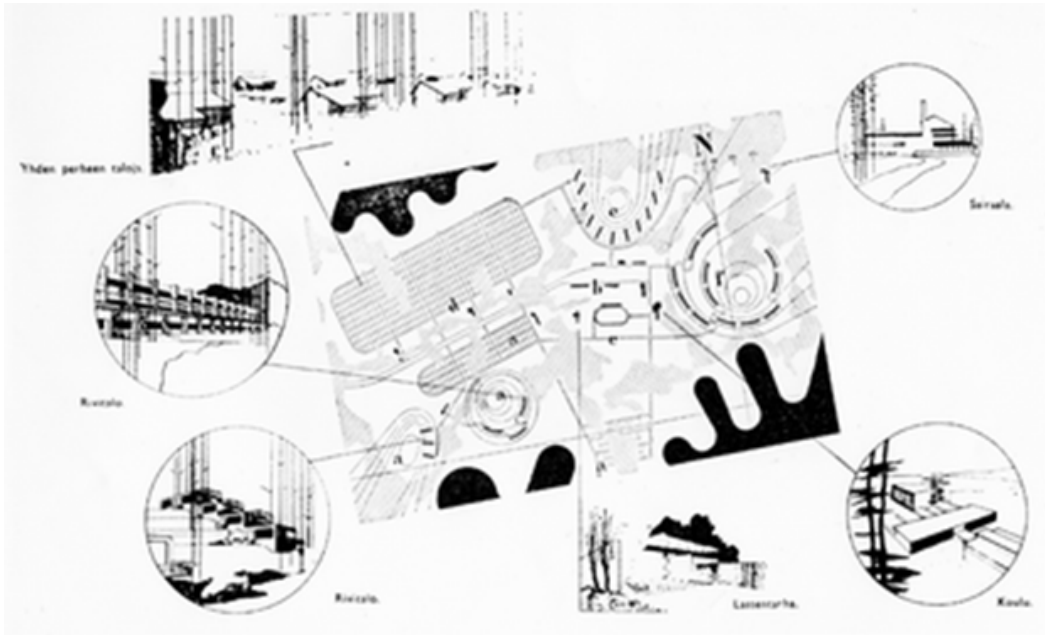 Yhden perheen taloja.
Sairaala.
Rivitalo.
Rivitalo.
Lastentarha.
Koulu.
N
e
f
b
d
a
c
a
a
a